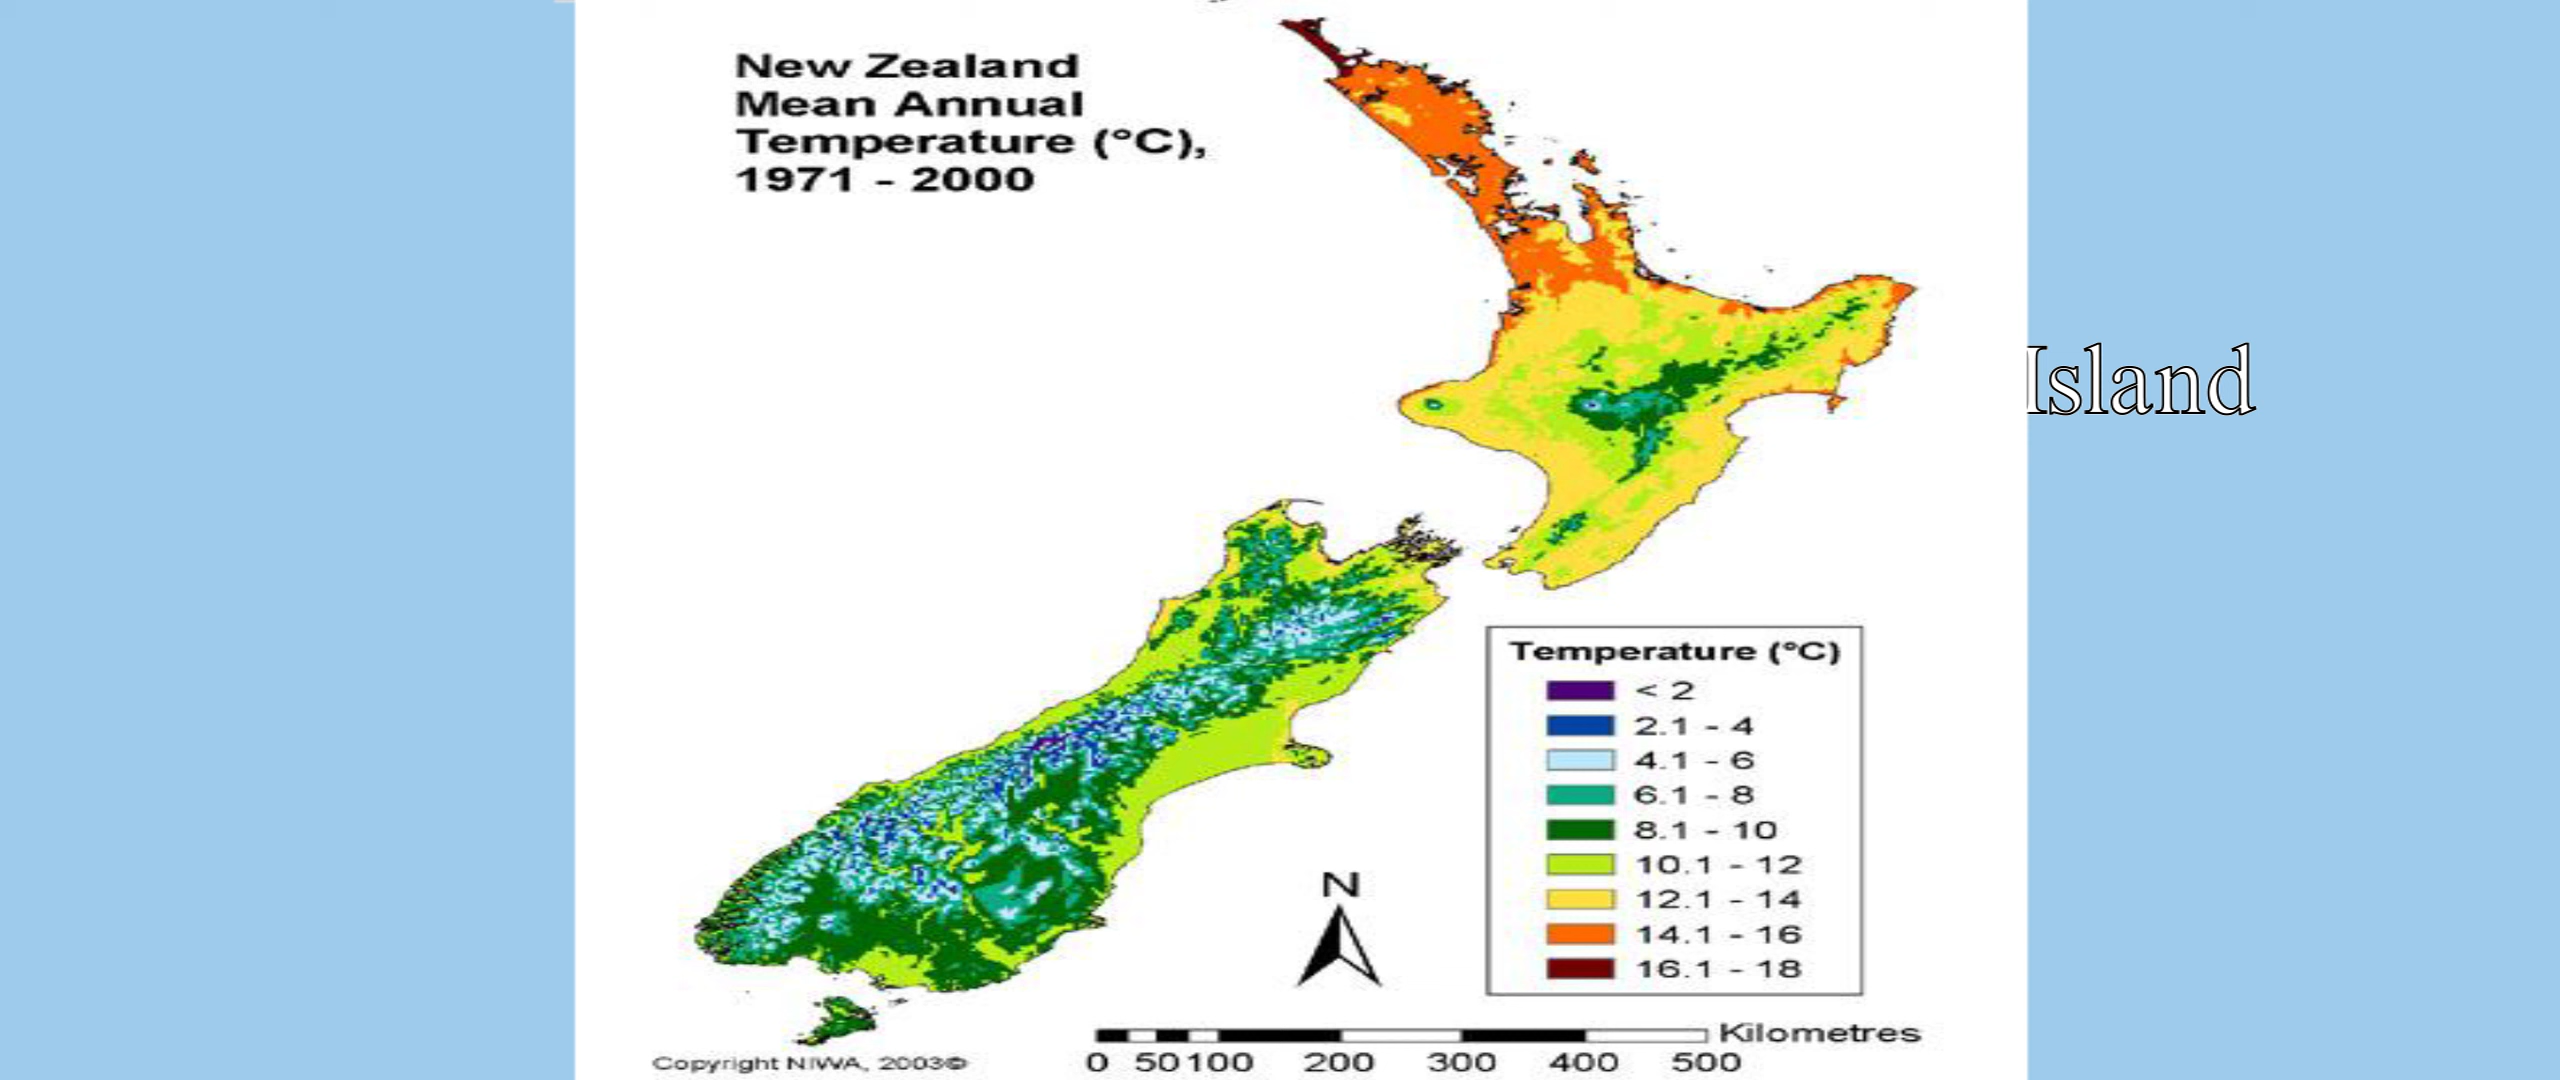 New Zealand
Mean Annual
Temperature (°C),
1971 - 2000
Island
Temperature (°C)
< 2
2.1 - 4
4.1 - 6
6.1 - 8
8.1 - 10
10.1 - 12
12.1 - 14
14.1 - 16
16.1 - 18
N
Kilometres
0 50 100 200 300 400 500
Copyright NIWA, 2003©